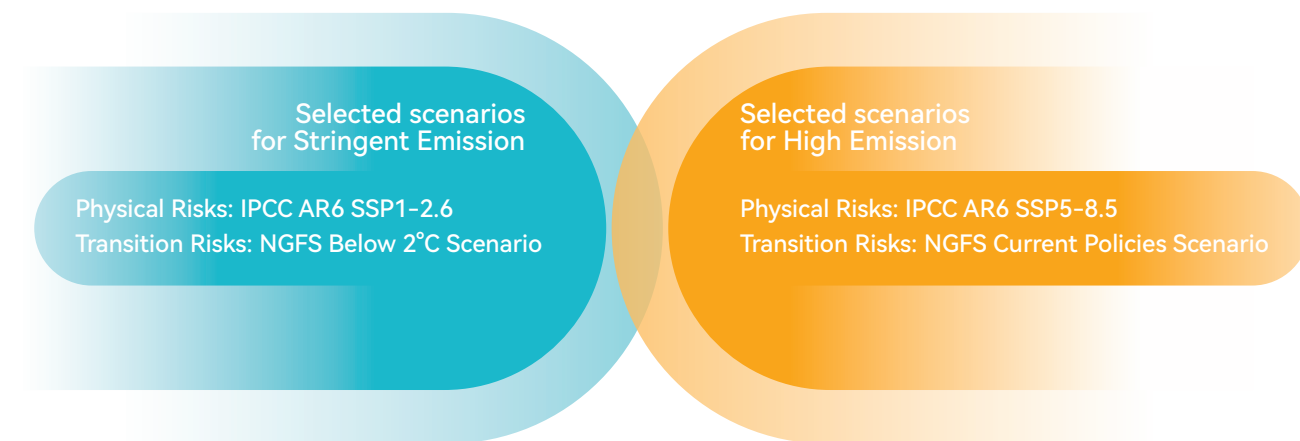 Selected scenarios
for Stringent Emission
Physical Risks: IPCC AR6 SSP1-2.6
Transition Risks: NGFS Below 2°C Scenario
Selected scenarios
for High Emission
Physical Risks: IPCC AR6 SSP5-8.5
Transition Risks: NGFS Current Policies Scenario